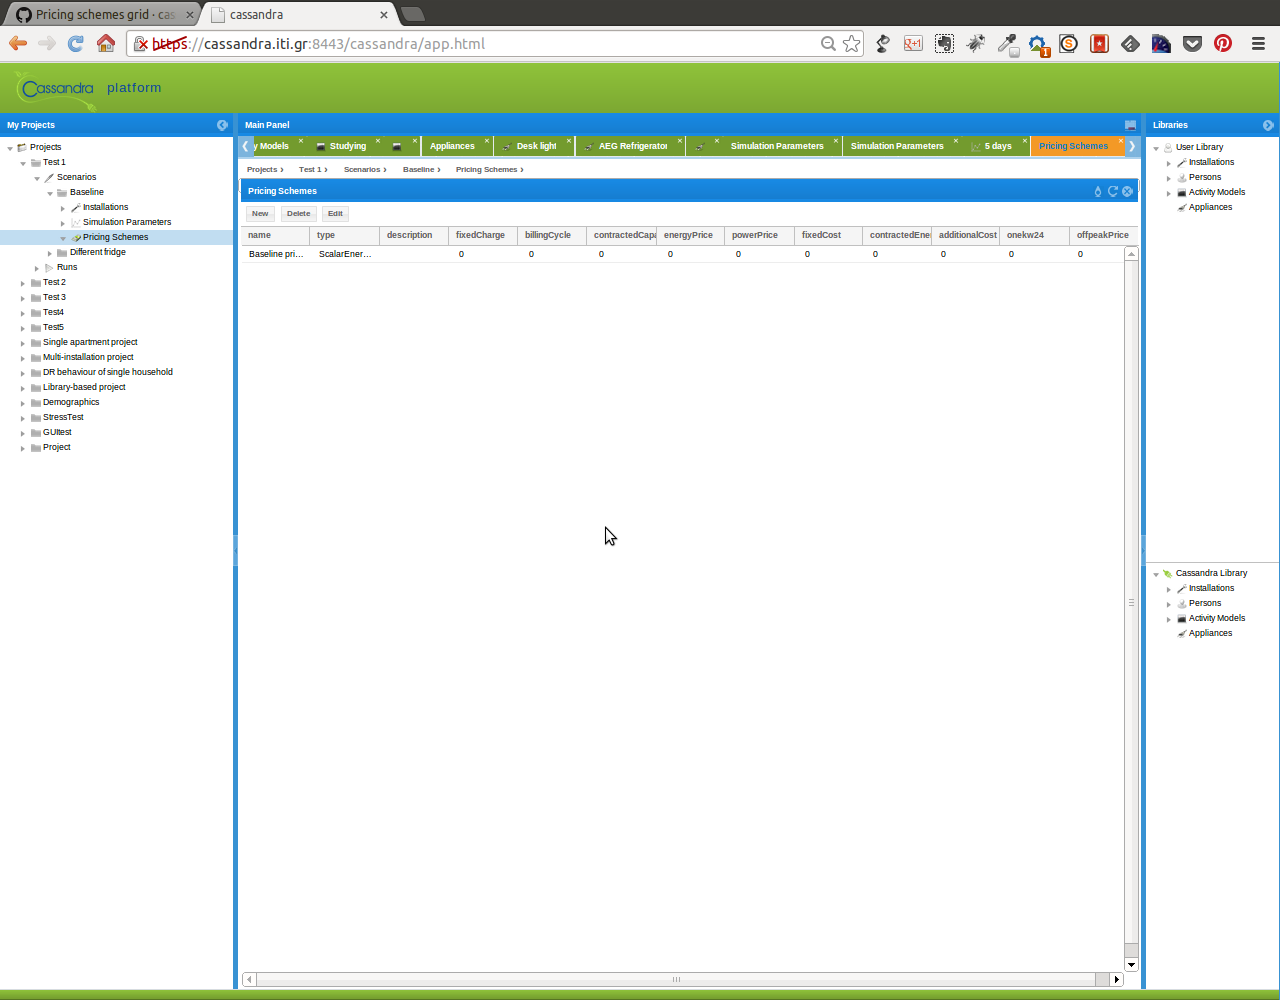 Pricing schemes grid · cas
cassandra
https://cassandra.iti.gr:8443/cassandra/app.html
Cassandra platform
My Projects
Projects
Test 1
Scenarios
Baseline
Installations
Simulation Parameters
Pricing Schemes
Different fridge
Runs
Test 2
Test 3
Test4
Test5
Single apartment project
Multi-installation project
DR behaviour of single household
Library-based project
Demographics
StressTest
GUItest
Project
Main Panel
y Models Studying Appliances Desk light AEG Refrigerator Simulation Parameters Simulation Parameters 5 days Pricing Schemes
Projects › Test 1 › Scenarios › Baseline › Pricing Schemes ›
Pricing Schemes
New Delete Edit
name type description fixedCharge billingCycle contractedCapa energyPrice powerPrice fixedCost contractedEner additionalCost onekw24 offpeakPrice
Baseline pri... ScalarEner... 0 0 0 0 0 0 0 0 0 0
Libraries
User Library
Installations
Persons
Activity Models
Appliances
Cassandra Library
Installations
Persons
Activity Models
Appliances